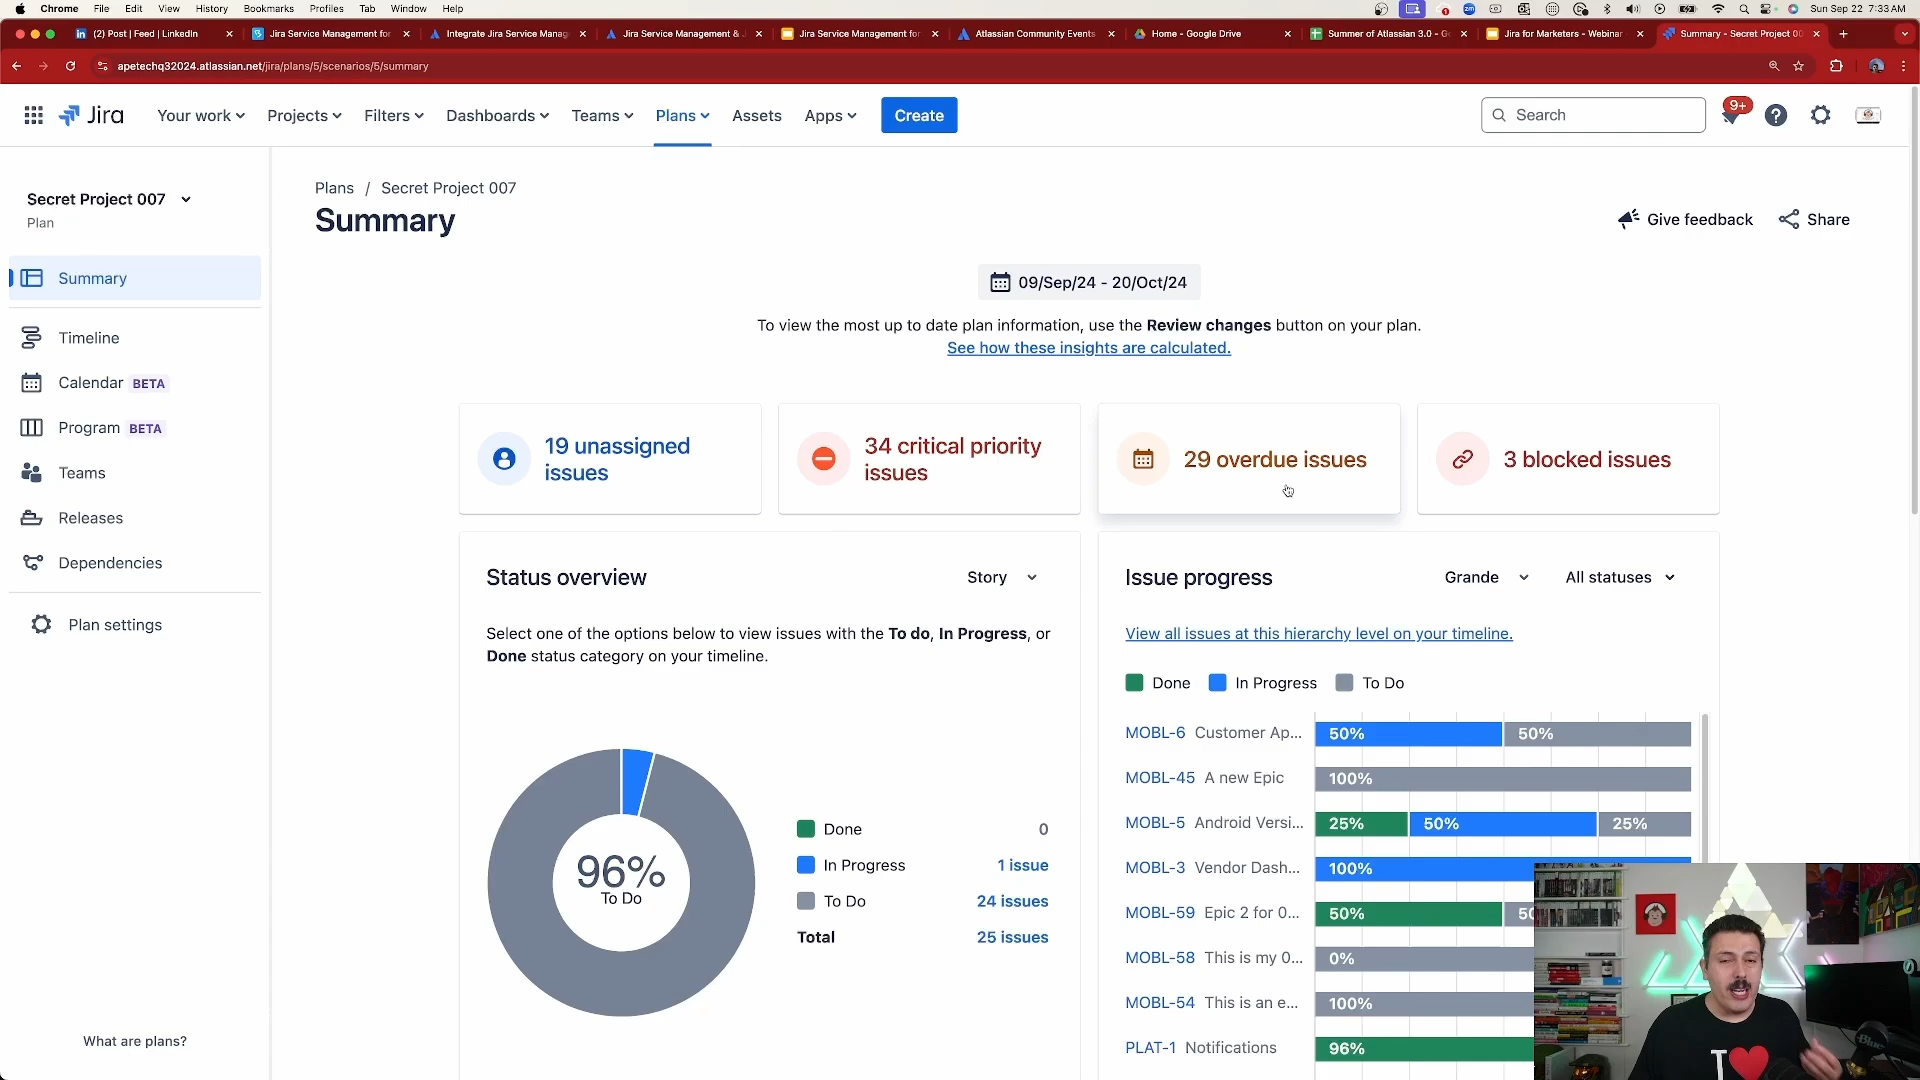 Chrome File Edit View History Bookmarks Profiles Tab Window Help
Sun Sep 22 7:33 AM
(2) Post | Feed | LinkedIn
Jira Service Management for
Integrate Jira Service Manag
Jira Service Management &
Jira Service Management for
Atlassian Community Events
Home - Google Drive
Summer of Atlassian 3.0 - G
Jira for Marketers - Webinar
Summary - Secret Project 00
apetechq32024.atlassian.net/jira/plans/5/scenarios/5/summary
Jira Your work Projects Filters Dashboards Teams Plans Assets Apps Create Search 9+
Secret Project 007
Plan
Summary
Timeline
Calendar BETA
Program BETA
Teams
Releases
Dependencies
Plan settings
What are plans?
Plans / Secret Project 007
Summary
Give feedback Share
09/Sep/24 - 20/Oct/24
To view the most up to date plan information, use the Review changes button on your plan.
See how these insights are calculated.
19 unassigned
issues
34 critical priority
issues
29 overdue issues
3 blocked issues
Status overview Story
Select one of the options below to view issues with the To do, In Progress, or
Done status category on your timeline.
96%
To Do
Done 0
In Progress 1 issue
To Do 24 issues
Total 25 issues
Issue progress Grande All statuses
View all issues at this hierarchy level on your timeline.
Done In Progress To Do
MOBL-6 Customer Ap... 50% 50%
MOBL-45 A new Epic 100%
MOBL-5 Android Versi... 25% 50% 25%
MOBL-3 Vendor Dash... 100%
MOBL-59 Epic 2 for 0... 50%
MOBL-58 This is my 0... 0%
MOBL-54 This is an e... 100%
PLAT-1 Notifications 96%
I
Blue